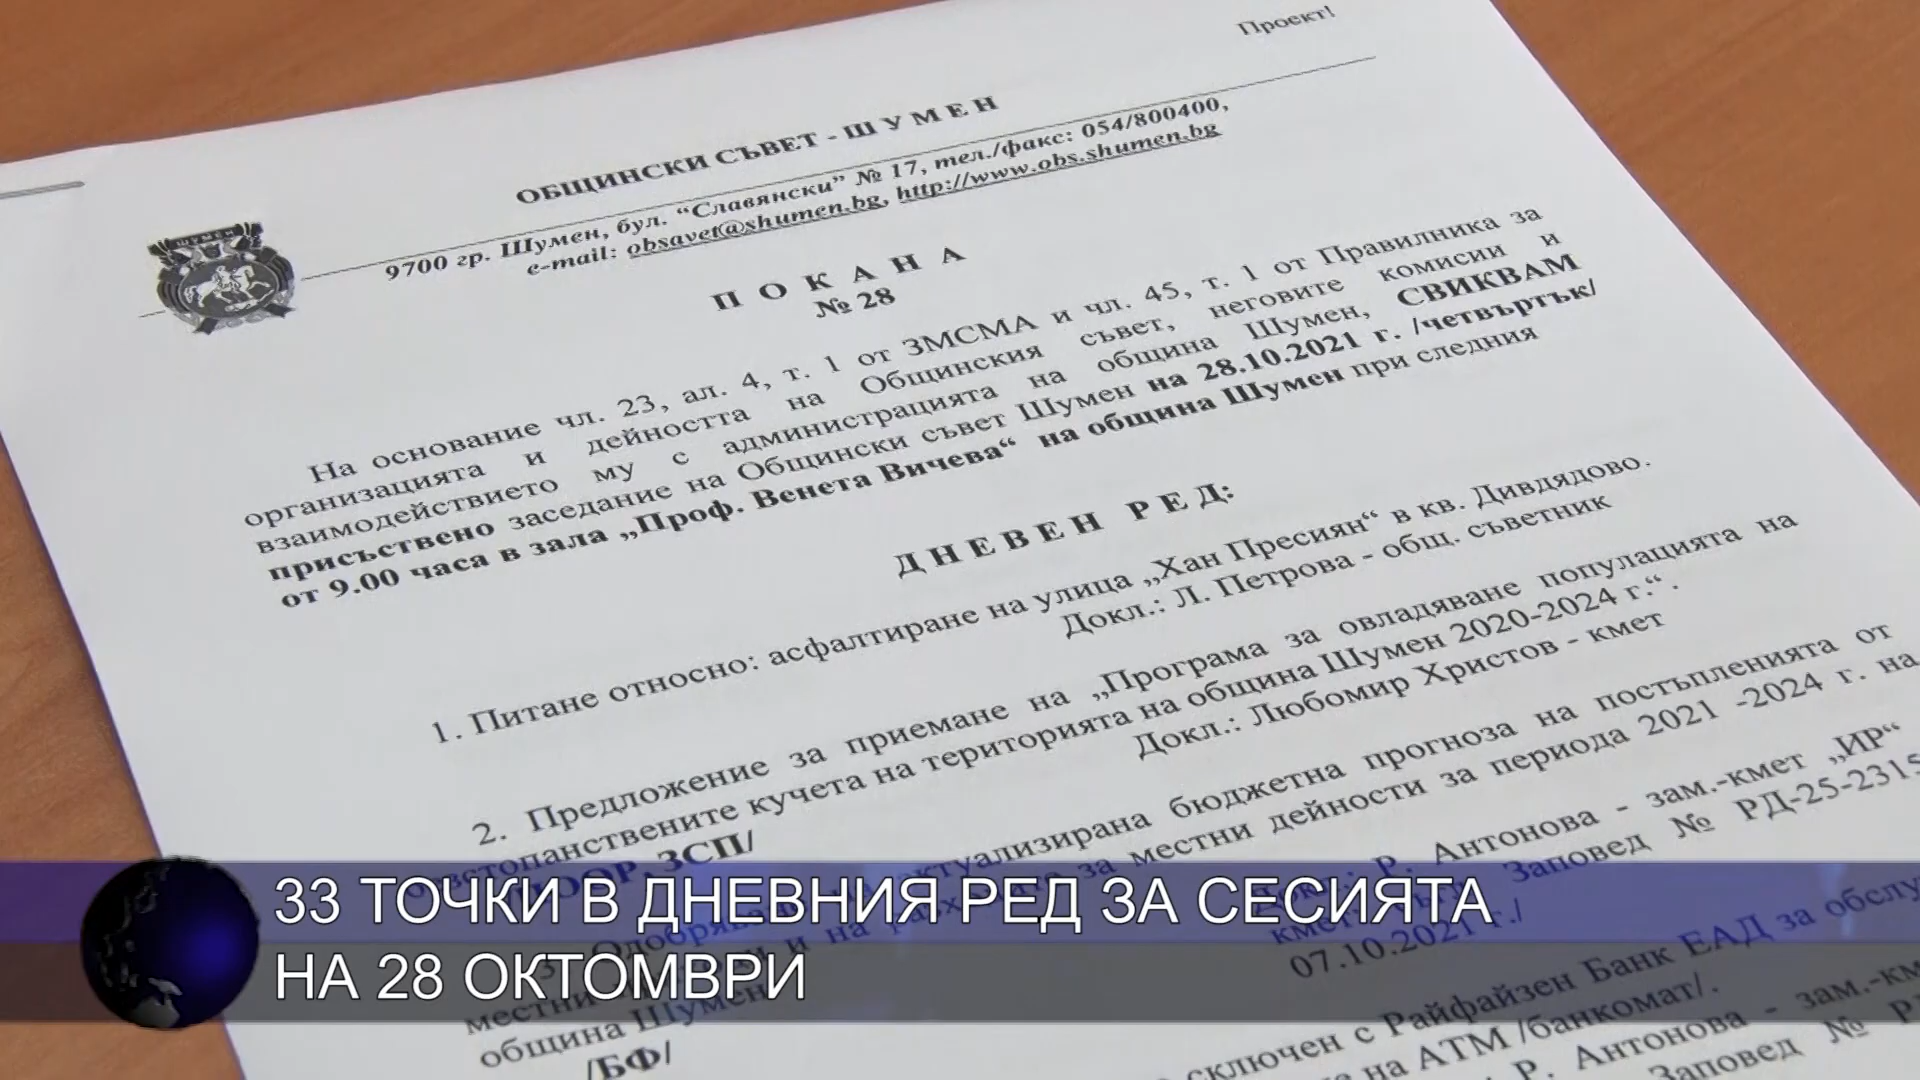 Проект!
ОБЩИНСКИ СЪВЕТ - Ш У М Е Н
9700 гр. Шумен, бул. “Славянски” № 17, тел./факс: 054/800400,
e-mail: obsavet@shumen.bg, http://www.obs.shumen.bg
ШУМЕН
П О К А Н А
№ 28
На основание чл. 23, ал. 4, т. 1 от ЗМСМА и чл. 45, т. 1 от Правилника за
организацията и дейността на Общинския съвет, неговите комисии и
взаимодействието му с администрацията на община Шумен, СВИКВАМ
присъствено заседание на Общински съвет Шумен на 28.10.2021 г. /четвъртък/
от 9.00 часа в зала „Проф. Венета Вичева“ на община Шумен при следния
Д Н Е В Е Н Р Е Д:
1. Питане относно: асфалтиране на улица „Хан Пресиян“ в кв. Дивдядово.
Докл.: Л. Петрова - общ. съветник
2. Предложение за приемане на „Програма за овладяване популацията на
кучета на територията на община Шумен 2020-2024 г.“.
Докл.: Любомир Христов - кмет
ЗСП/
бюджетна прогноза на постъпленията от
местни дейности за периода 2021 -2024 г. на
община Шумен
Р. Антонова - зам.-кмет „ИР“
Заповед № РД-25-2315
07.10.2021 г./
/БФ/
сключен с Райфайзен Банк ЕАД за
на АТМ /банкомат/.
Р. Антонова - зам.-
Заповед №
33 ТОЧКИ В ДНЕВНИЯ РЕД ЗА СЕСИЯТА
НА 28 ОКТОМВРИ